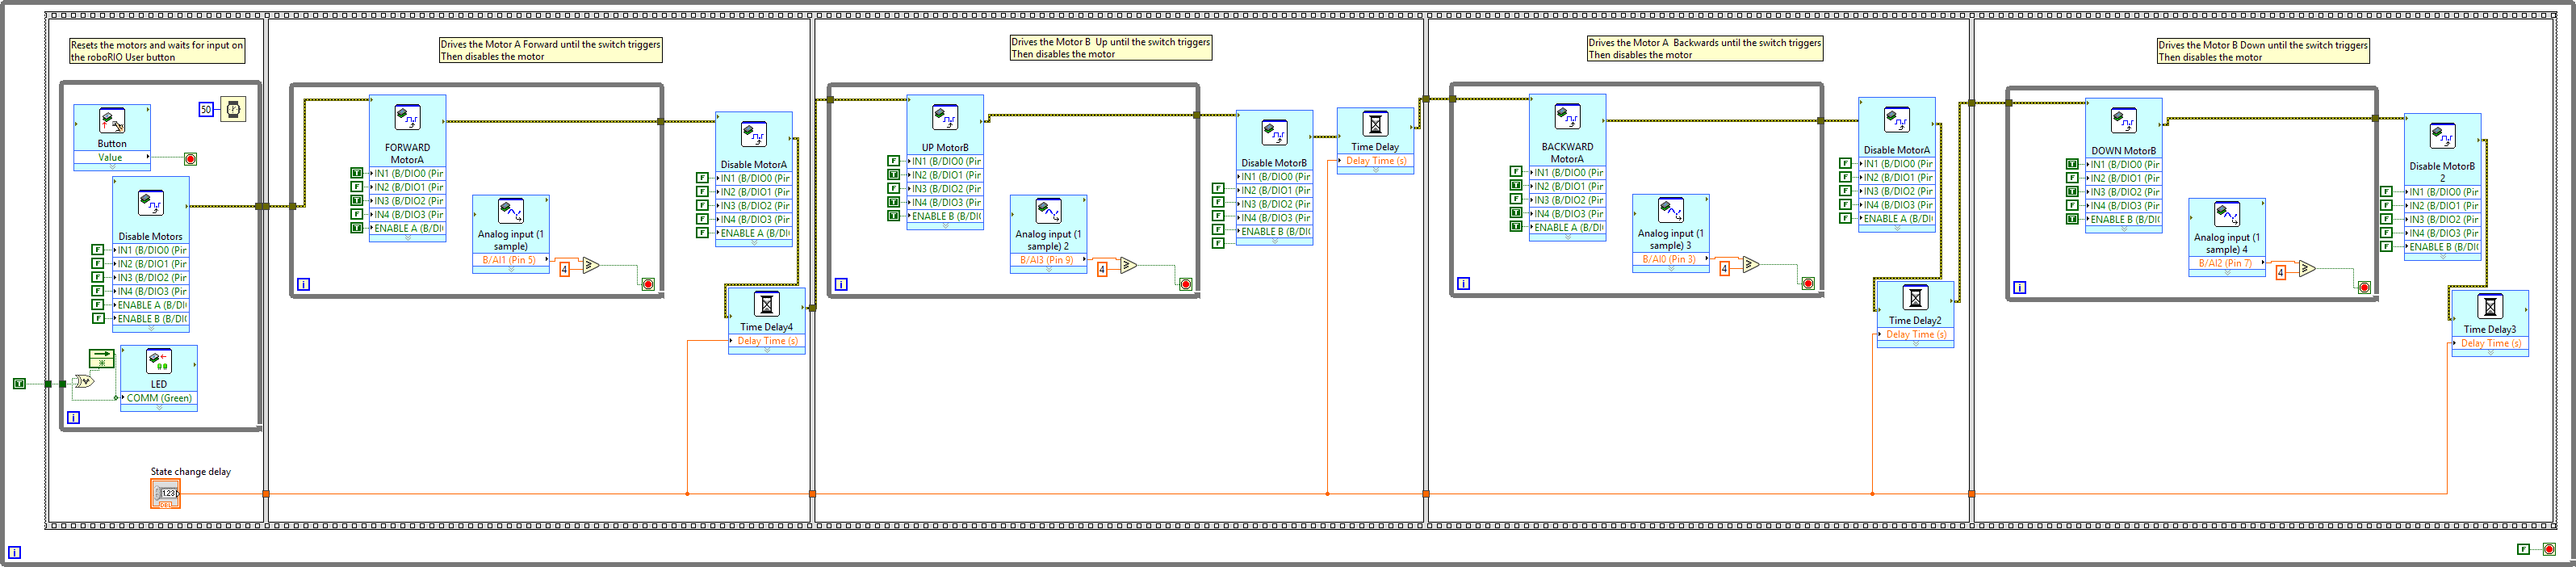 Resets the motors and waits for input on
the roboRIO User button
50
Button
Value
Disable Motors
F IN1 (B/DIO0 (Pir
F IN2 (B/DIO1 (Pir
F IN3 (B/DIO2 (Pir
F IN4 (B/DIO3 (Pir
F ENABLE A (B/DI
F ENABLE B (B/DI
LED
COMM (Green)
T
i
State change delay
1.23
Drives the Motor A Forward until the switch triggers
Then disables the motor
FORWARD
MotorA
T IN1 (B/DIO0 (Pir
F IN2 (B/DIO1 (Pir
T IN3 (B/DIO2 (Pir
F IN4 (B/DIO3 (Pir
T ENABLE A (B/DI
Analog input (1
sample)
B/AI1 (Pin 5)
4
i
Disable MotorA
F IN1 (B/DIO0 (Pir
F IN2 (B/DIO1 (Pir
F IN3 (B/DIO2 (Pir
F IN4 (B/DIO3 (Pir
F ENABLE A (B/DI
Time Delay4
Delay Time (s)
Drives the Motor B Up until the switch triggers
Then disables the motor
UP MotorB
F IN1 (B/DIO0 (Pir
T IN2 (B/DIO1 (Pir
F IN3 (B/DIO2 (Pir
T IN4 (B/DIO3 (Pir
T ENABLE B (B/DI
Analog input (1
sample) 2
B/AI3 (Pin 9)
4
i
Disable MotorB
IN1 (B/DIO0 (Pir
F IN2 (B/DIO1 (Pir
F IN3 (B/DIO2 (Pir
F IN4 (B/DIO3 (Pir
F ENABLE B (B/DI
F
Time Delay
Delay Time (s)
Drives the Motor A Backwards until the switch triggers
Then disables the motor
BACKWARD
MotorA
F IN1 (B/DIO0 (Pir
T IN2 (B/DIO1 (Pir
F IN3 (B/DIO2 (Pir
T IN4 (B/DIO3 (Pir
T ENABLE A (B/DI
Analog input (1
sample) 3
B/AI0 (Pin 3)
4
i
Disable MotorA
F IN1 (B/DIO0 (Pir
F IN2 (B/DIO1 (Pir
F IN3 (B/DIO2 (Pir
F IN4 (B/DIO3 (Pir
F ENABLE A (B/DI
Time Delay2
Delay Time (s)
Drives the Motor B Down until the switch triggers
Then disables the motor
DOWN MotorB
T IN1 (B/DIO0 (Pir
F IN2 (B/DIO1 (Pir
T IN3 (B/DIO2 (Pir
F IN4 (B/DIO3 (Pir
T ENABLE B (B/DI
Analog input (1
sample) 4
B/AI2 (Pin 7)
4
i
Disable MotorB
2
F IN1 (B/DIO0 (Pir
F IN2 (B/DIO1 (Pir
F IN3 (B/DIO2 (Pir
F IN4 (B/DIO3 (Pir
F ENABLE B (B/DI
Time Delay3
Delay Time (s)
i
F